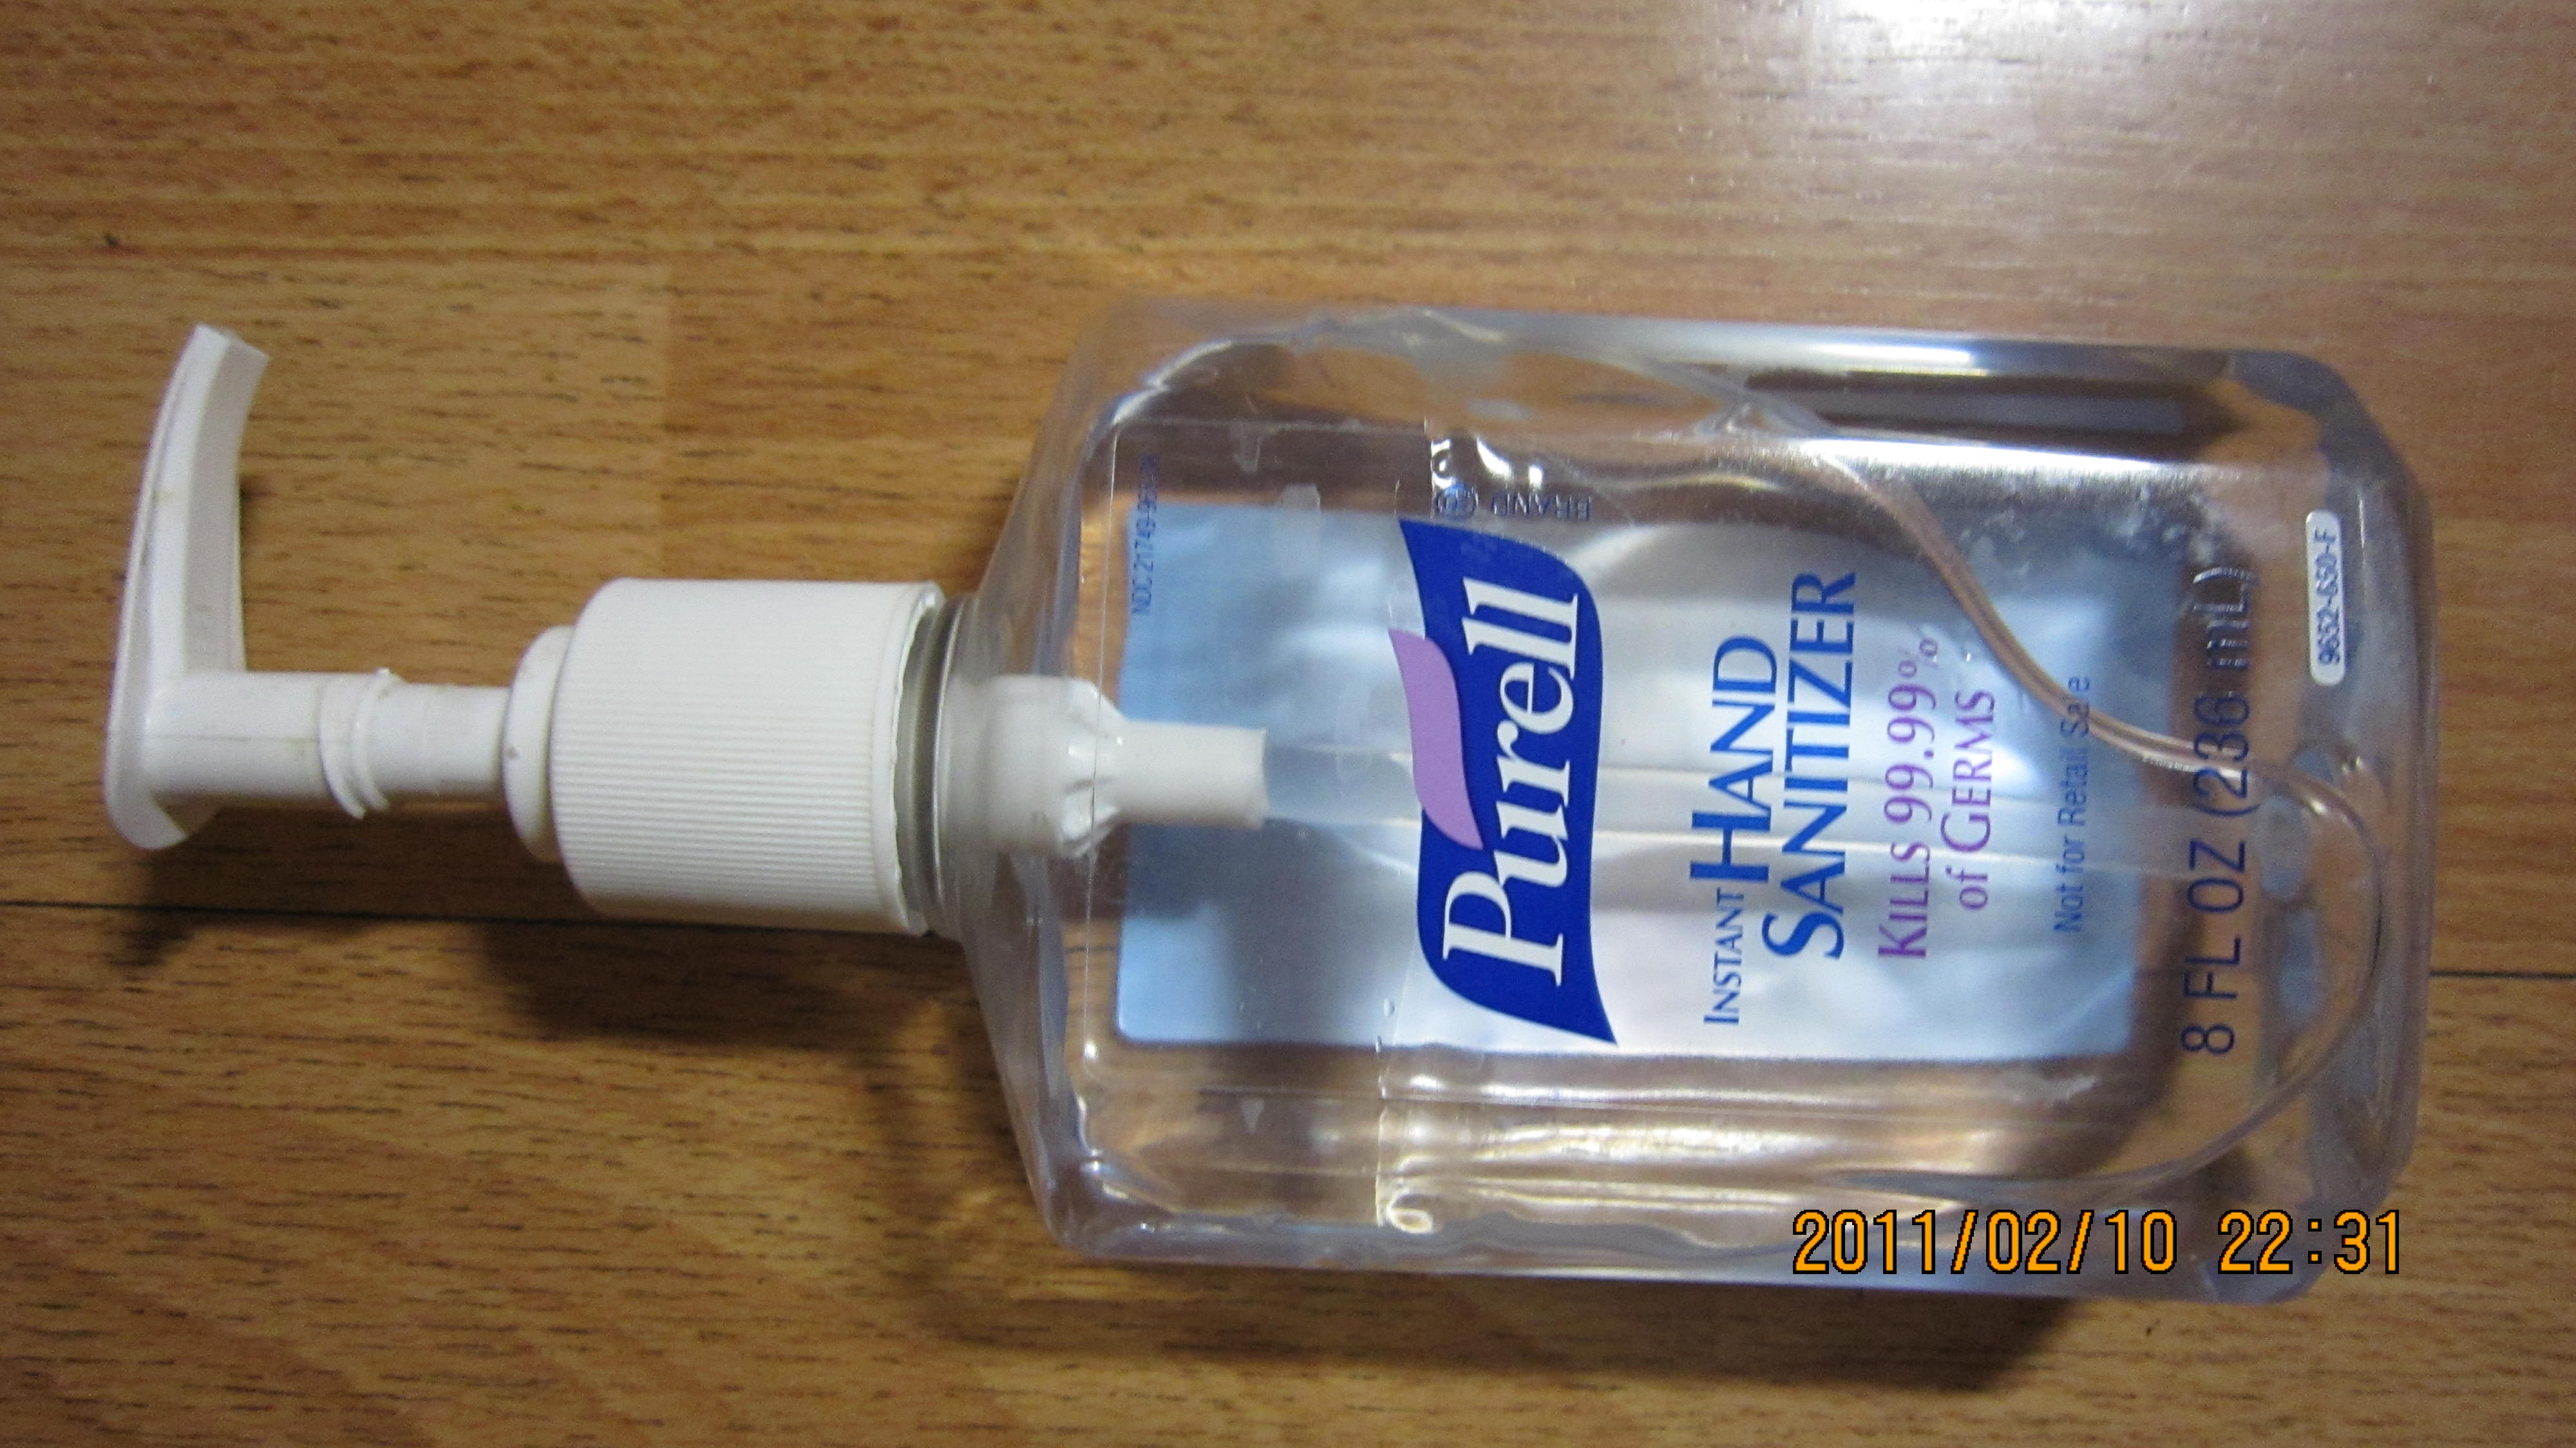 BRAND
Purell
INSTANT HAND
SANITIZER
KILLS 99.99%
of GERMS
Not for Retail Sale
8 FL OZ (236 mL)
9652-650-F
2011/02/10 22:31